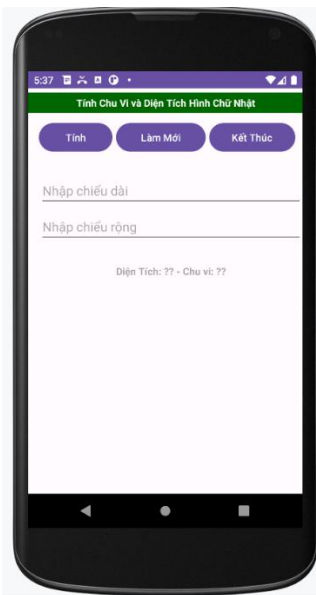 5:37
Tính Chu Vi và Diện Tích Hình Chữ Nhật
Tính Làm Mới Kết Thúc
Nhập chiều dài
Nhập chiều rộng
Diện Tích: ?? - Chu vi: ??